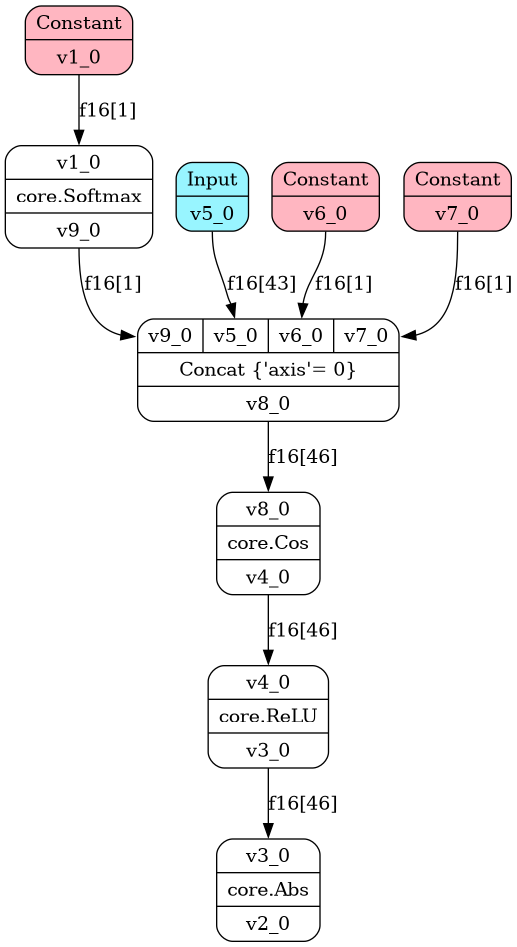 Constant
v1_0
f16[1]
v1_0
core.Softmax
v9_0
Input
v5_0
Constant
v6_0
Constant
v7_0
f16[1]
f16[43]
f16[1]
f16[1]
v9_0 v5_0 v6_0 v7_0
Concat {'axis'= 0}
v8_0
f16[46]
v8_0
core.Cos
v4_0
f16[46]
v4_0
core.ReLU
v3_0
f16[46]
v3_0
core.Abs
v2_0